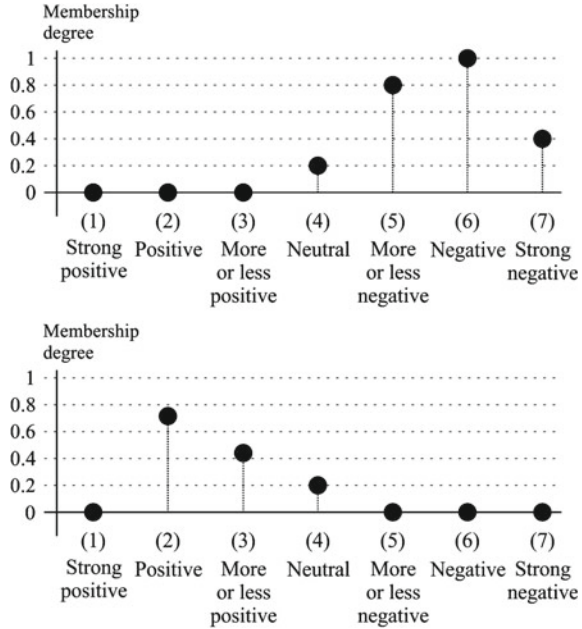 Membership
degree
1
0.8
0.6
0.4
0.2
0
(1) (2) (3) (4) (5) (6) (7)
Strong Positive More Neutral More Negative Strong
positive or less or less negative
positive negative
Membership
degree
1
0.8
0.6
0.4
0.2
0
(1) (2) (3) (4) (5) (6) (7)
Strong Positive More Neutral More Negative Strong
positive or less or less negative
positive negative